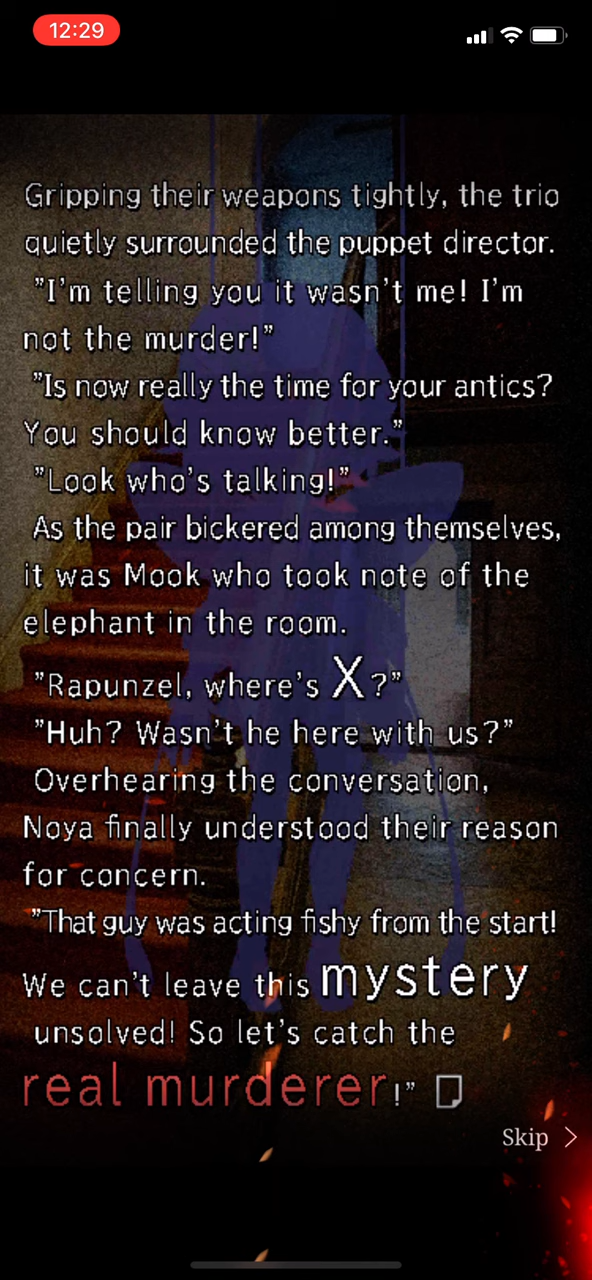 12:29
Gripping their weapons tightly, the trio
quietly surrounded the puppet director.
"I'm telling you it wasn't me! I'm
not the murder!"
"Is now really the time for your antics?
You should know better."
"Look who's talking!"
As the pair bickered among themselves,
it was Mook who took note of the
elephant in the room.
"Rapunzel, where's X?"
"Huh? Wasn't he here with us?"
Overhearing the conversation,
Noya finally understood their reason
for concern.
"That guy was acting fishy from the start!
We can't leave this mystery
unsolved! So let's catch the
real murderer!"
Skip >